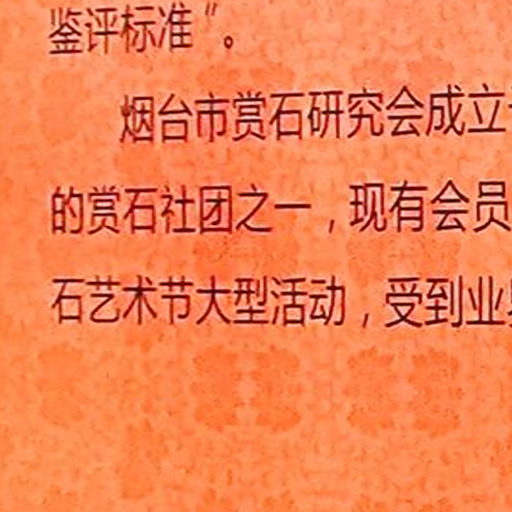 鉴评标准”。
烟台市赏石研究会成立
的赏石社团之一，现有会员
石艺术节大型活动，受到业